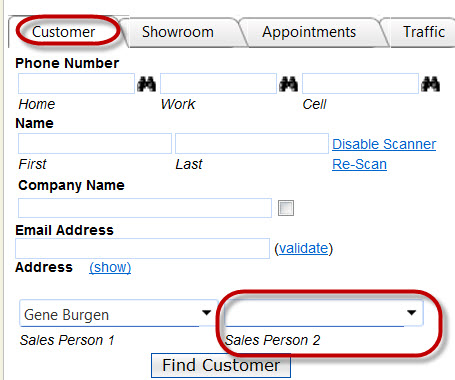 Customer Showroom Appointments Traffic
Phone Number
Home Work Cell
Name
Disable Scanner
First Last Re-Scan
Company Name
Email Address
(validate)
Address (show)
Gene Burgen
Sales Person 1 Sales Person 2
Find Customer